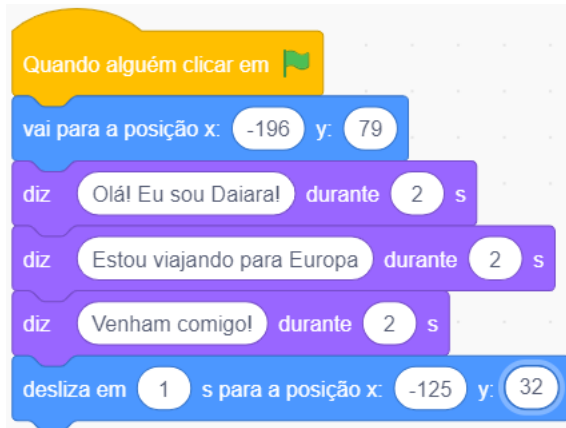 Quando alguém clicar em
vai para a posição x: -196 y: 79
diz Olá! Eu sou Daiara! durante 2 s
diz Estou viajando para Europa durante 2 s
diz Venham comigo! durante 2 s
desliza em 1 s para a posição x: -125 y: 32